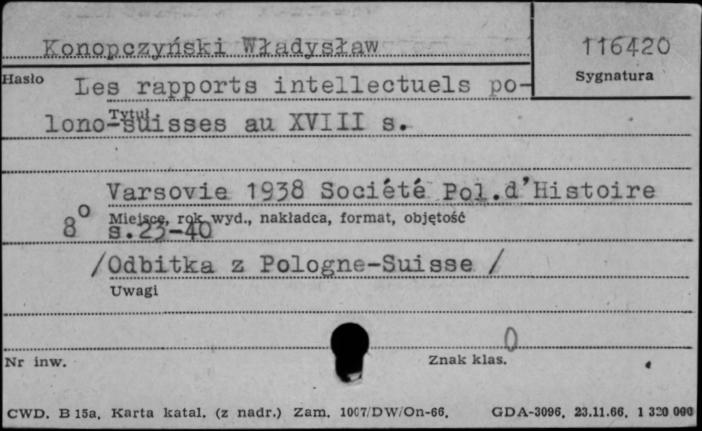 Konopczyński Władysław 116420
Hasło Sygnatura
Les rapports intellectuels po-
Tytuł
lono-suisses au XVIII s.
Varsovie 1938 Société Pol.d'Histoire
Miejsce, rok wyd., nakładca, format, objętość
8° s.23-40
/Odbitka z Pologne-Suisse /
Uwagi
0
Nr inw. Znak klas.
CWD. B 15a. Karta katal. (z nadr.) Zam. 1007/DW/On-66. GDA-3096, 23.11.66, 1 320 000